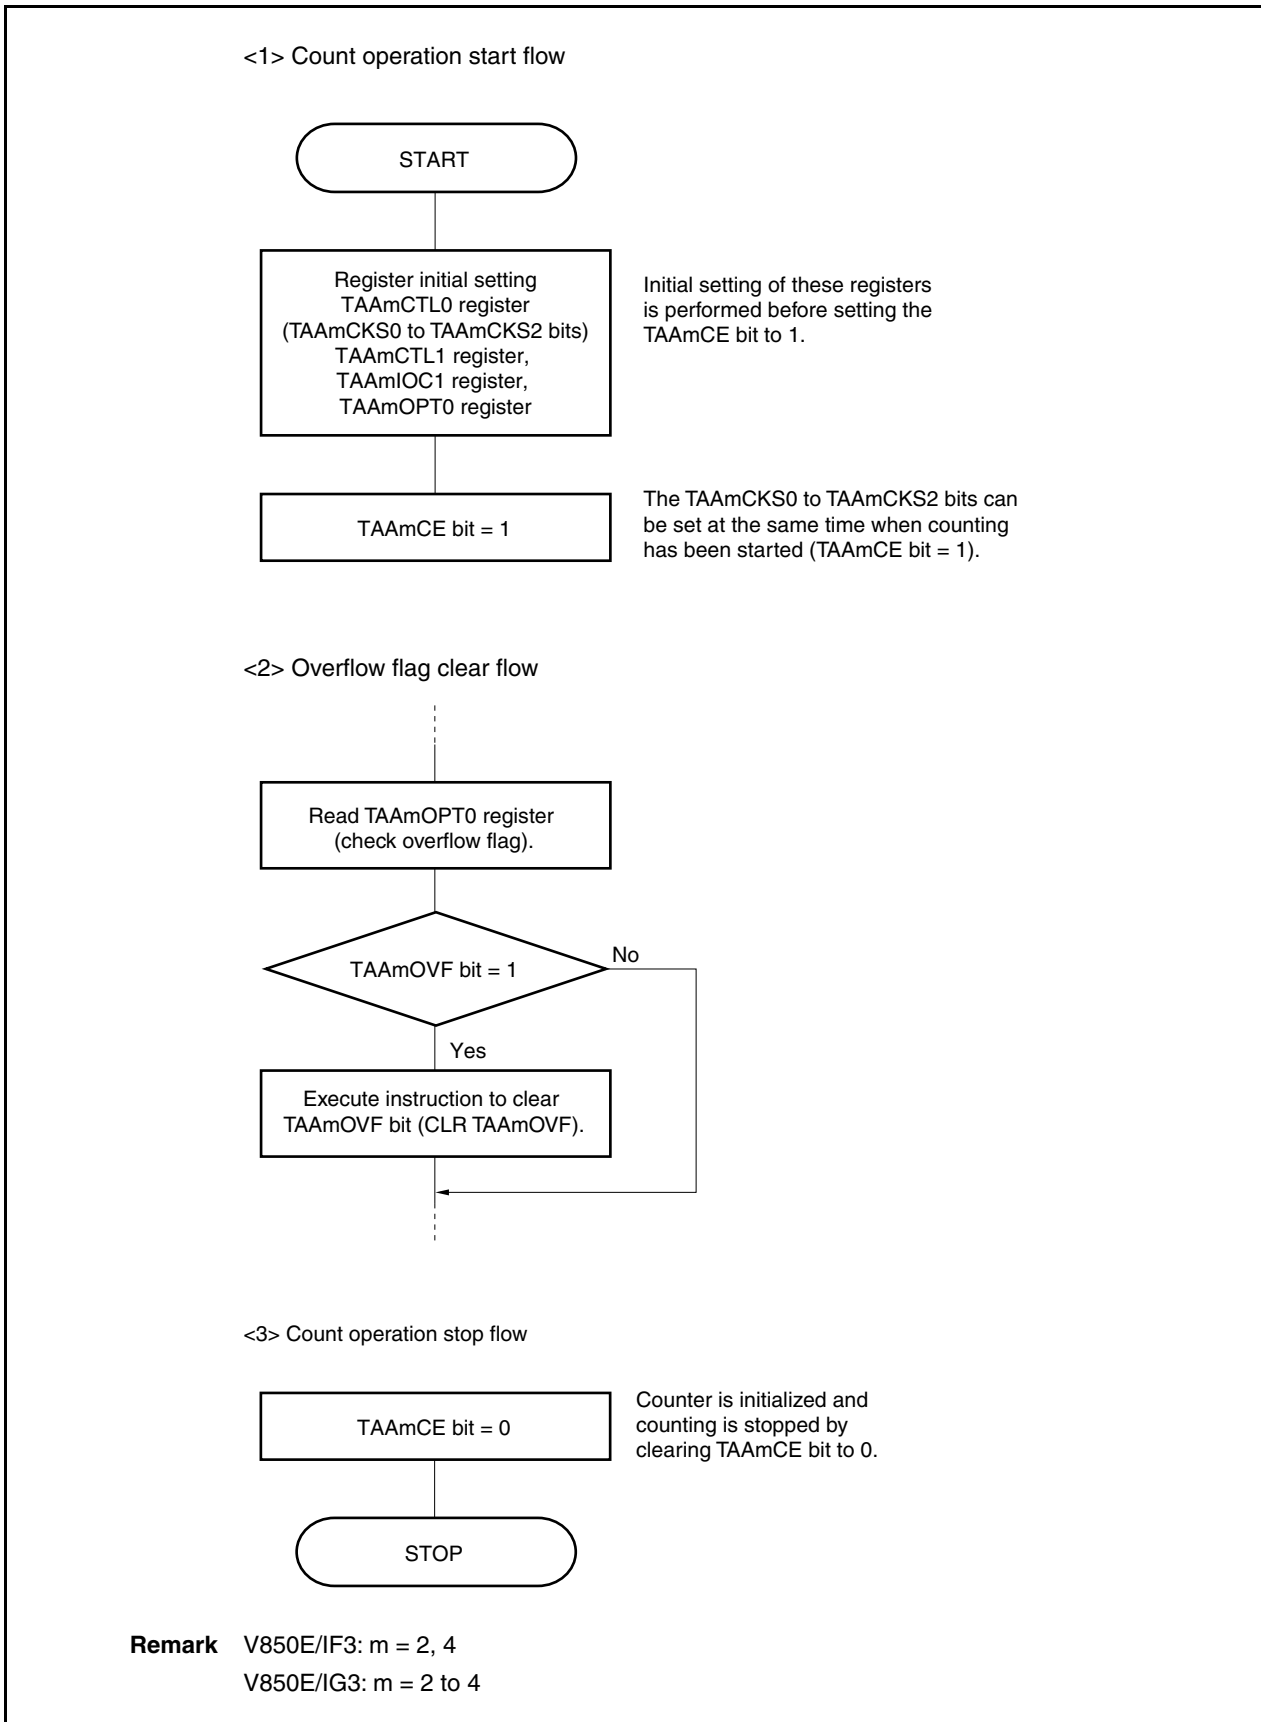 <1> Count operation start flow
START
Register initial setting
TAAmCTL0 register
(TAAmCKS0 to TAAmCKS2 bits)
TAAmCTL1 register,
TAAmIOC1 register,
TAAmOPT0 register
Initial setting of these registers
is performed before setting the
TAAmCE bit to 1.
TAAmCE bit = 1
The TAAmCKS0 to TAAmCKS2 bits can
be set at the same time when counting
has been started (TAAmCE bit = 1).
<2> Overflow flag clear flow
Read TAAmOPT0 register
(check overflow flag).
TAAmOVF bit = 1
No
Yes
Execute instruction to clear
TAAmOVF bit (CLR TAAmOVF).
<3> Count operation stop flow
TAAmCE bit = 0
Counter is initialized and
counting is stopped by
clearing TAAmCE bit to 0.
STOP
Remark V850E/IF3: m = 2, 4
V850E/IG3: m = 2 to 4